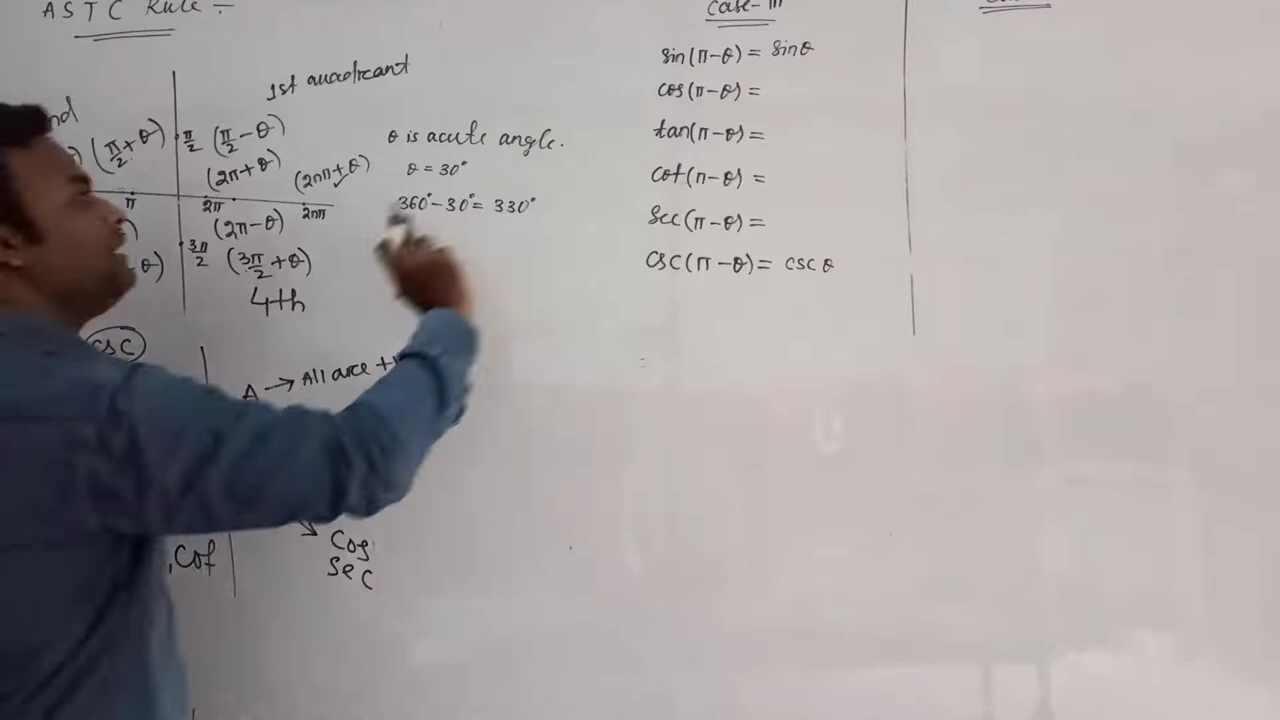 A S T C Rule :-
1st quadrant
(π/2 + θ)
π/2 (π/2 - θ)
(2π + θ)
(2nπ + θ)
π
2π
2nπ
(2π - θ)
3π/2 (3π/2 + θ)
4th
θ is acute angle.
θ = 30°
360° - 30° = 330°
csc
A → All are
, Cot
Cos
Sec
Case - III
sin(π-θ) = sinθ
cos(π-θ) =
tan(π-θ) =
cot(π-θ) =
Sec(π-θ) =
csc(π-θ) = cscθ